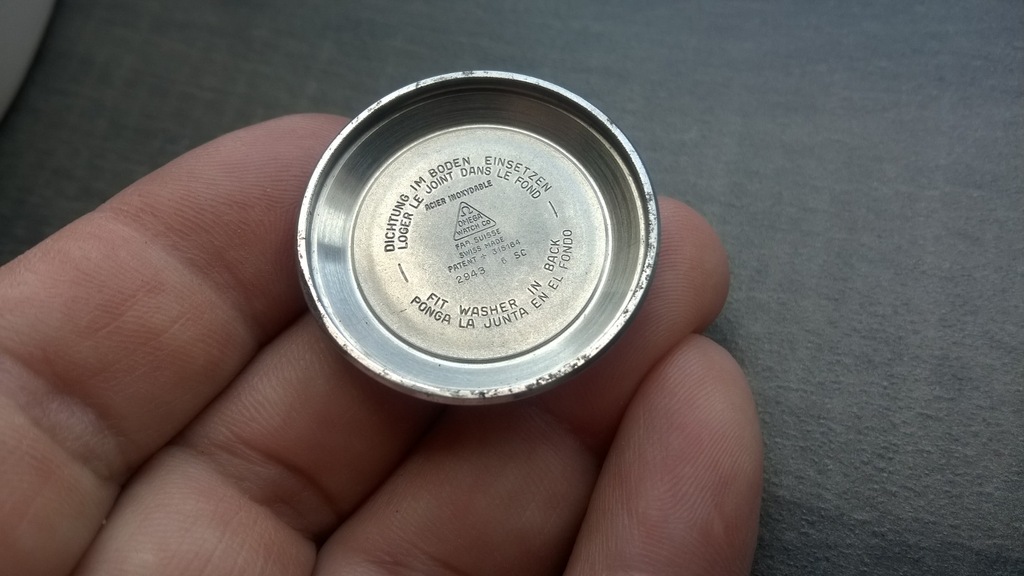 DICHTUNG IM BODEN EINSETZEN
LOGER LE JOINT DANS LE FOND
ACIER INOXYDABLE
Ω
OMEGA
WATCH CO
FAB. SUISSE
SWISS MADE
PATENT + 315184
2943 6 SC
FIT WASHER IN BACK
PONGA LA JUNTA EN EL FONDO